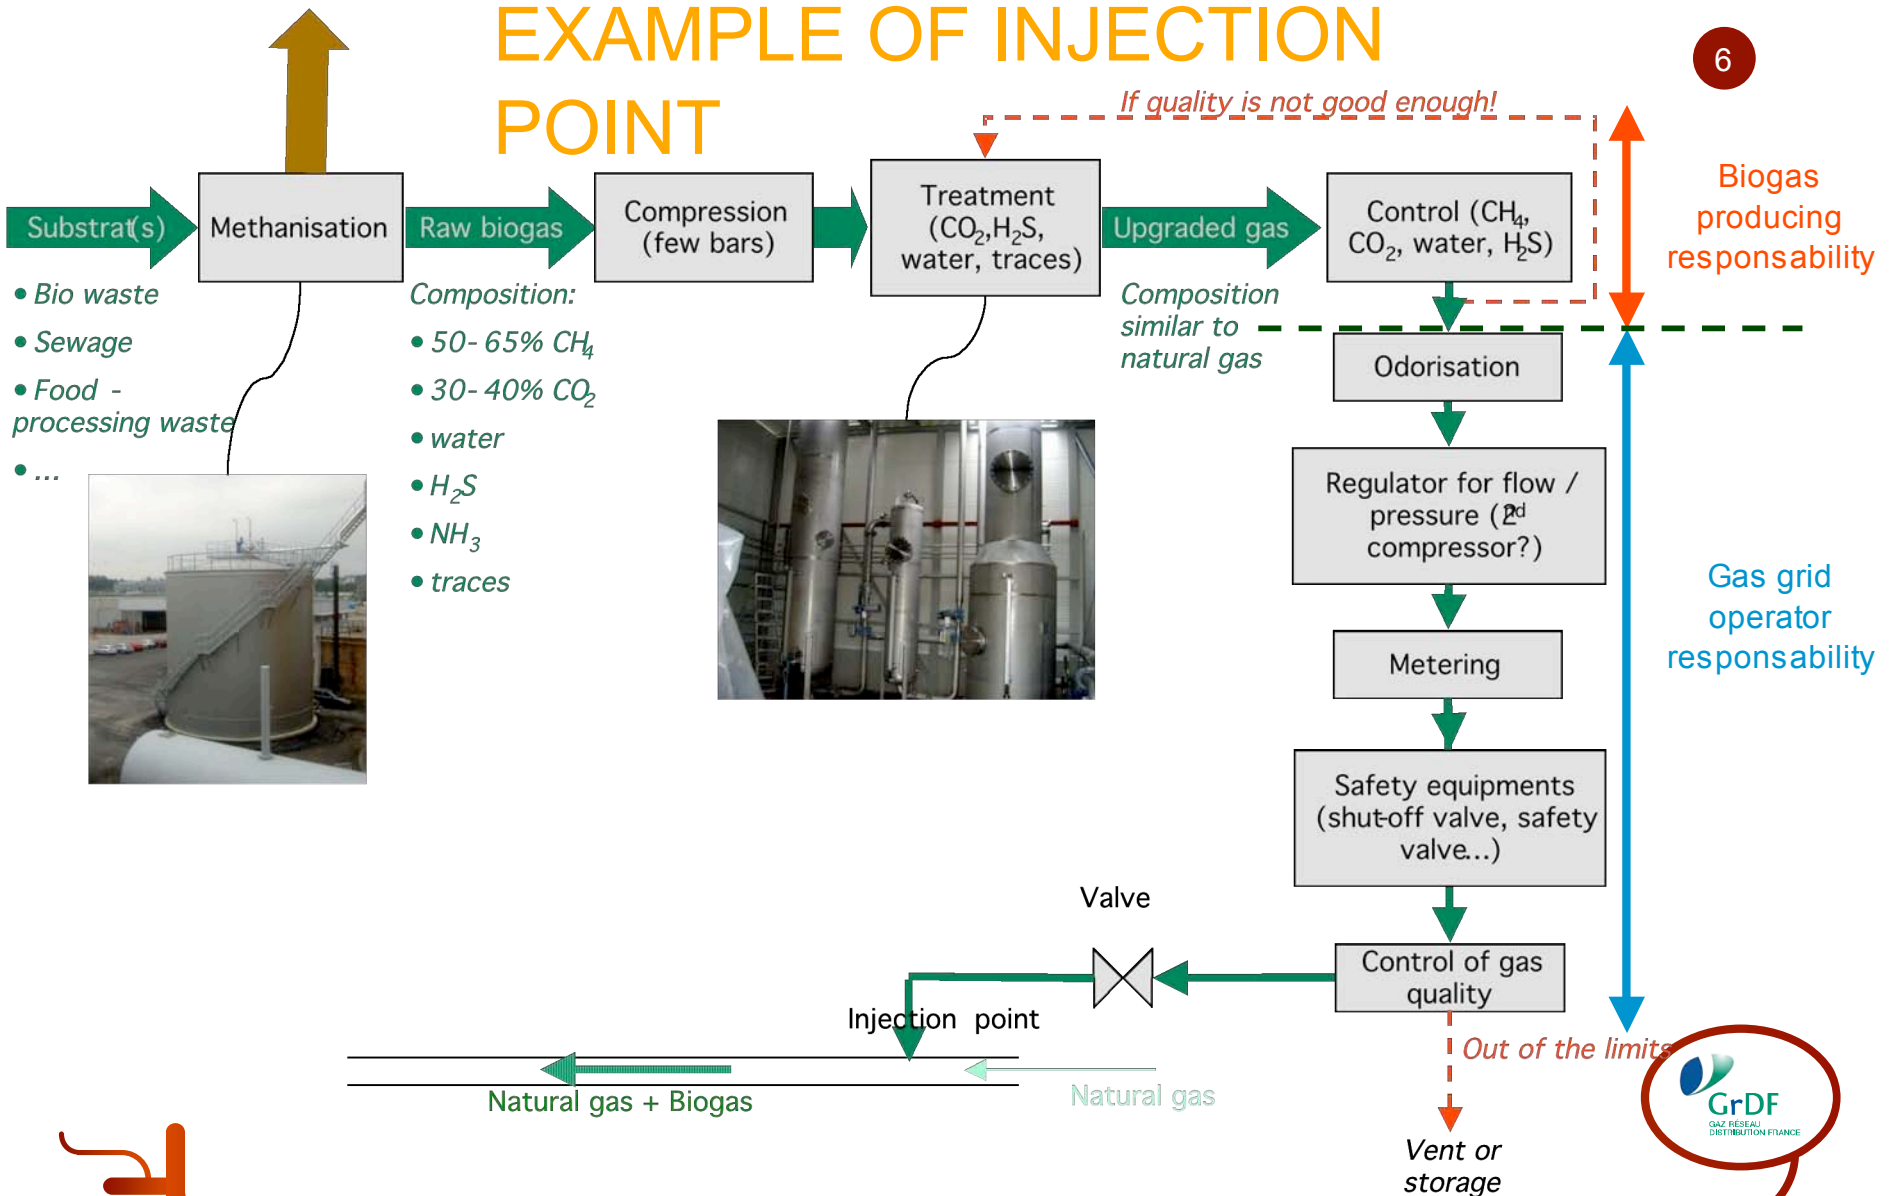 EXAMPLE OF INJECTION
POINT
6
If quality is not good enough!
Substrat(s)
Methanisation
Raw biogas
Compression
(few bars)
Treatment
(CO2,H2S,
water, traces)
Upgraded gas
Control (CH4,
CO2, water, H2S)
Biogas
producing
responsability
• Bio waste
• Sewage
• Food -
processing waste
• ...
Composition:
• 50- 65% CH4
• 30- 40% CO2
• water
• H2S
• NH3
• traces
Composition
similar to
natural gas
Odorisation
Regulator for flow /
pressure (2nd
compressor?)
Metering
Safety equipments
(shut-off valve, safety
valve...)
Control of gas
quality
Gas grid
operator
responsability
Valve
Injection point
Natural gas + Biogas
Natural gas
Out of the limits
Vent or
storage
GrDF
GAZ RÉSEAU
DISTRIBUTION FRANCE